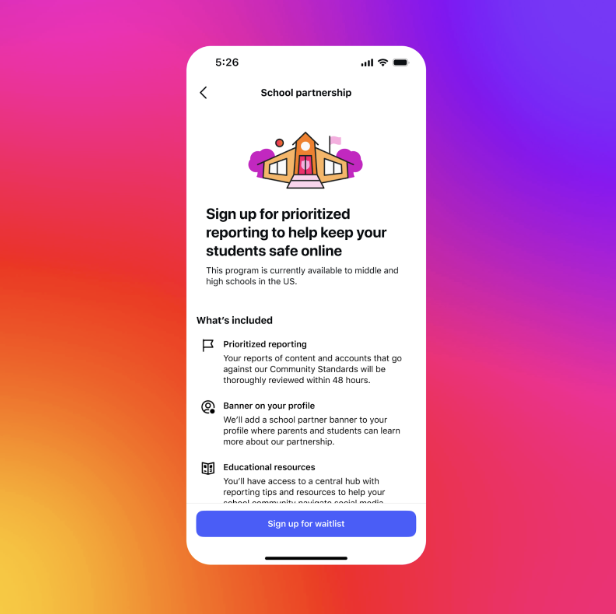 5:26
School partnership
Sign up for prioritized
reporting to help keep your
students safe online
This program is currently available to middle and
high schools in the US.
What's included
Prioritized reporting
Your reports of content and accounts that go
against our Community Standards will be
thoroughly reviewed within 48 hours.
Banner on your profile
We'll add a school partner banner to your
profile where parents and students can learn
more about our partnership.
Educational resources
You'll have access to a central hub with
reporting tips and resources to help your
school community navigate social media
Sign up for waitlist